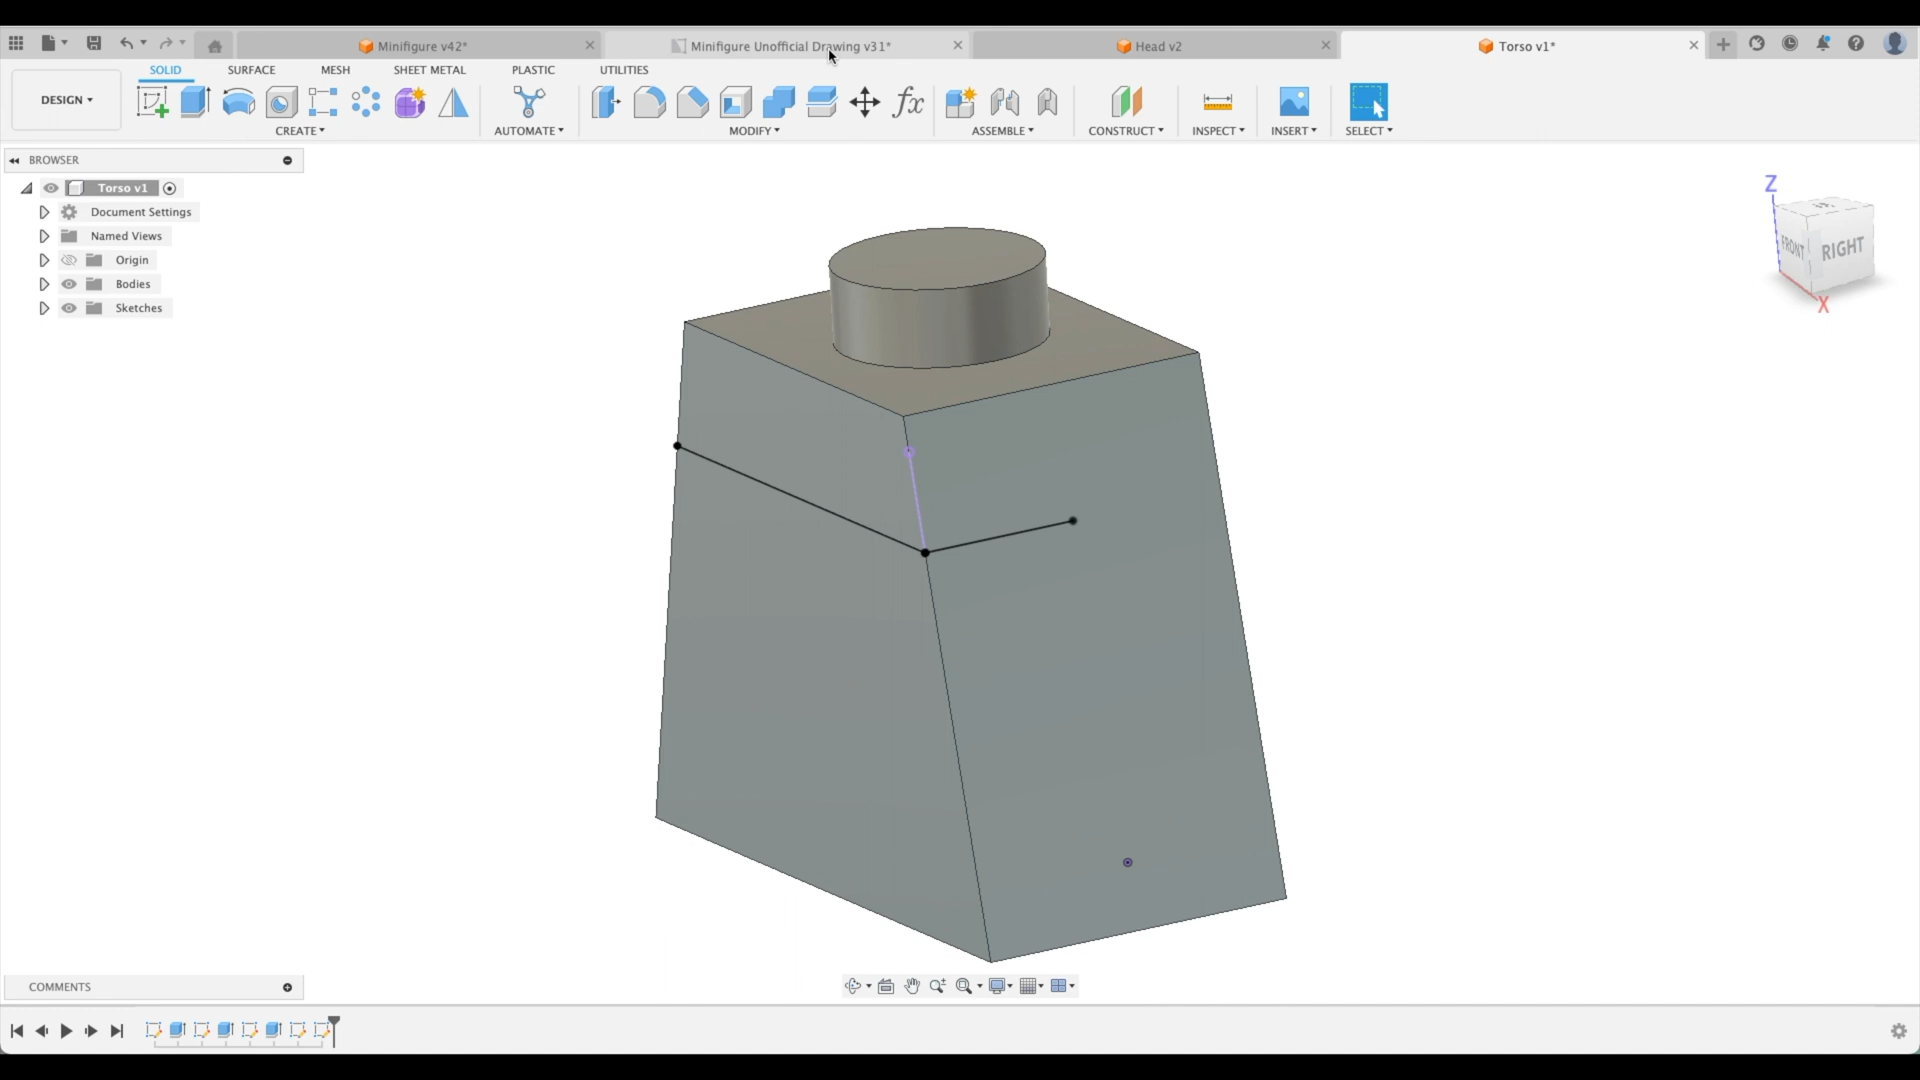 Minifigure v42*
Minifigure Unofficial Drawing v31*
Head v2
Torso v1*
SOLID
SURFACE
MESH
SHEET METAL
PLASTIC
UTILITIES
DESIGN
fx
CREATE
AUTOMATE
MODIFY
ASSEMBLE
CONSTRUCT
INSPECT
INSERT
SELECT
BROWSER
Torso v1
Document Settings
Named Views
Origin
Bodies
Sketches
Z
FRONT
RIGHT
X
COMMENTS